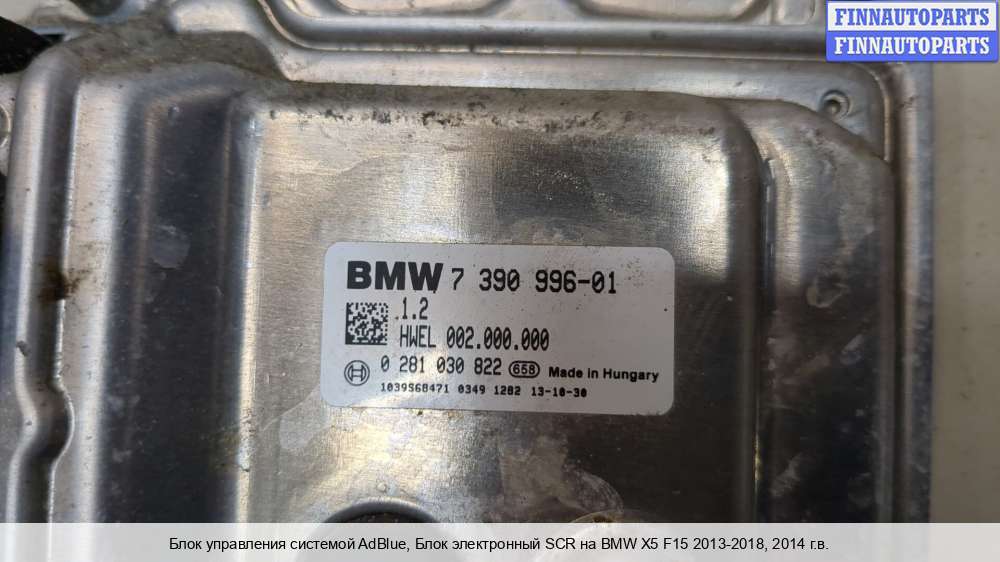 FINNAUTOPARTS
FINNAUTOPARTS
BMW 7 390 996-01
1.2
HWEL 002.000.000
0 281 030 822 658 Made in Hungary
1039S68471 0349 1282 13-10-30
Блок управления системой AdBlue, Блок электронный SCR на BMW X5 F15 2013-2018, 2014 г.в.